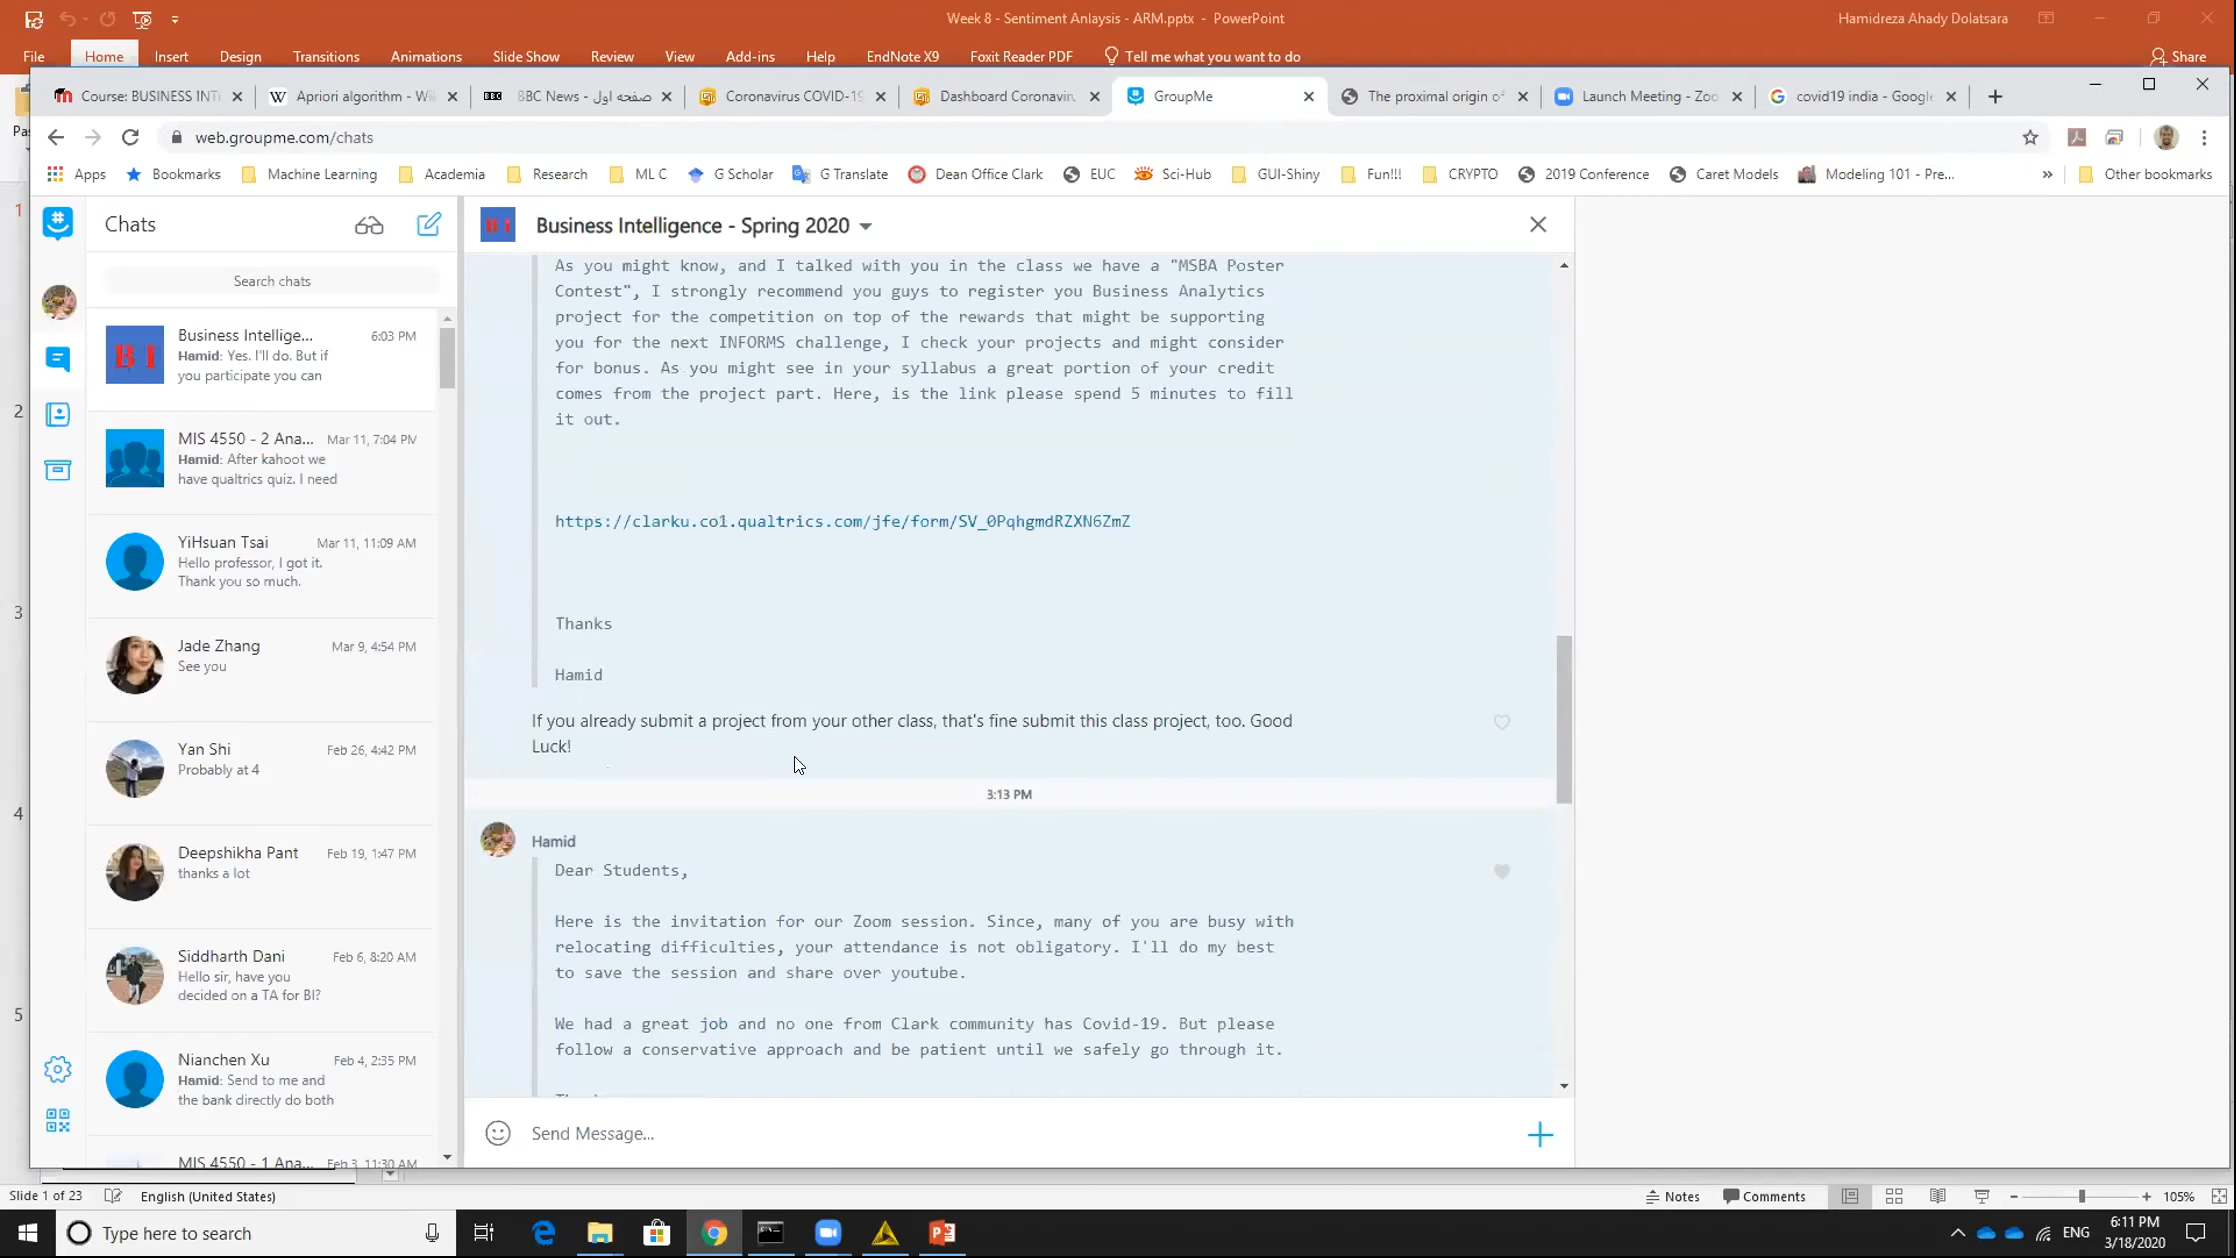 Week 8 - Sentiment Anlaysis - ARM.pptx - PowerPoint
Hamidreza Ahady Dolatsara
File Home Insert Design Transitions Animations Slide Show Review View Add-ins Help EndNote X9 Foxit Reader PDF Tell me what you want to do Share
Course: BUSINESS INT
Apriori algorithm - Wi
BBC News - صفحه اول
Coronavirus COVID-19
Dashboard Coronavir
GroupMe
The proximal origin of
Launch Meeting - Zoo
covid19 india - Google
web.groupme.com/chats
Apps Bookmarks Machine Learning Academia Research ML C G Scholar G Translate Dean Office Clark EUC Sci-Hub GUI-Shiny Fun!!! CRYPTO 2019 Conference Caret Models Modeling 101 - Pre... » Other bookmarks
1
2
3
4
5
Chats
Search chats
Business Intellige... 6:03 PM
Hamid: Yes. I'll do. But if
you participate you can
MIS 4550 - 2 Ana... Mar 11, 7:04 PM
Hamid: After kahoot we
have qualtrics quiz. I need
YiHsuan Tsai Mar 11, 11:09 AM
Hello professor, I got it.
Thank you so much.
Jade Zhang Mar 9, 4:54 PM
See you
Yan Shi Feb 26, 4:42 PM
Probably at 4
Deepshikha Pant Feb 19, 1:47 PM
thanks a lot
Siddharth Dani Feb 6, 8:20 AM
Hello sir, have you
decided on a TA for BI?
Nianchen Xu Feb 4, 2:35 PM
Hamid: Send to me and
the bank directly do both
MIS 4550 - 1 Ana... Feb 3, 11:30 AM
B I
Business Intelligence - Spring 2020
As you might know, and I talked with you in the class we have a "MSBA Poster
Contest", I strongly recommend you guys to register you Business Analytics
project for the competition on top of the rewards that might be supporting
you for the next INFORMS challenge, I check your projects and might consider
for bonus. As you might see in your syllabus a great portion of your credit
comes from the project part. Here, is the link please spend 5 minutes to fill
it out.
https://clarku.co1.qualtrics.com/jfe/form/SV_0PqhgmdRZXN6ZmZ
Thanks
Hamid
If you already submit a project from your other class, that's fine submit this class project, too. Good
Luck!
3:13 PM
Hamid
Dear Students,
Here is the invitation for our Zoom session. Since, many of you are busy with
relocating difficulties, your attendance is not obligatory. I'll do my best
to save the session and share over youtube.
We had a great job and no one from Clark community has Covid-19. But please
follow a conservative approach and be patient until we safely go through it.
Send Message...
Slide 1 of 23 English (United States) Notes Comments 105%
Type here to search
ENG
6:11 PM
3/18/2020